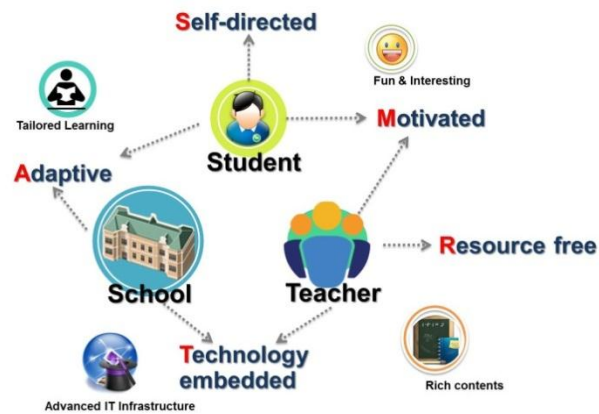 Self-directed
Fun & Interesting
Tailored Learning
Motivated
Student
Adaptive
Resource free
School
Teacher
Technology
embedded
Rich contents
Advanced IT Infrastructure